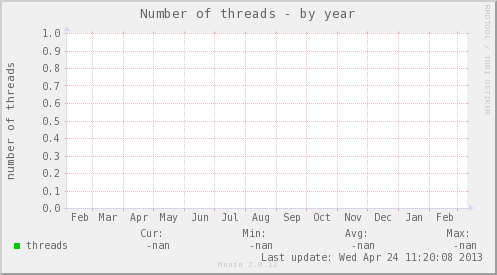 Number of threads - by year
RRDTOOL / TOBI OETIKER
number of threads
1.0
0.9
0.8
0.7
0.6
0.5
0.4
0.3
0.2
0.1
0.0
Feb Mar Apr May Jun Jul Aug Sep Oct Nov Dec Jan Feb
Cur: Min: Avg: Max:
threads -nan -nan -nan -nan
Last update: Wed Apr 24 11:20:08 2013
Munin 2.0.12